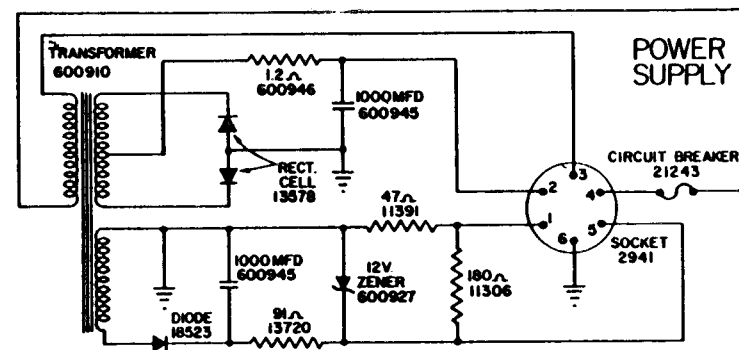 TRANSFORMER
600910
1.2Ω
600946
1000MFD
600945
POWER
SUPPLY
RECT.
CELL
13578
CIRCUIT BREAKER
21243
3
2
4
1
5
6
SOCKET
2941
47Ω
11391
1000MFD
600945
12V.
ZENER
600927
180Ω
11306
DIODE
18523
91Ω
13720